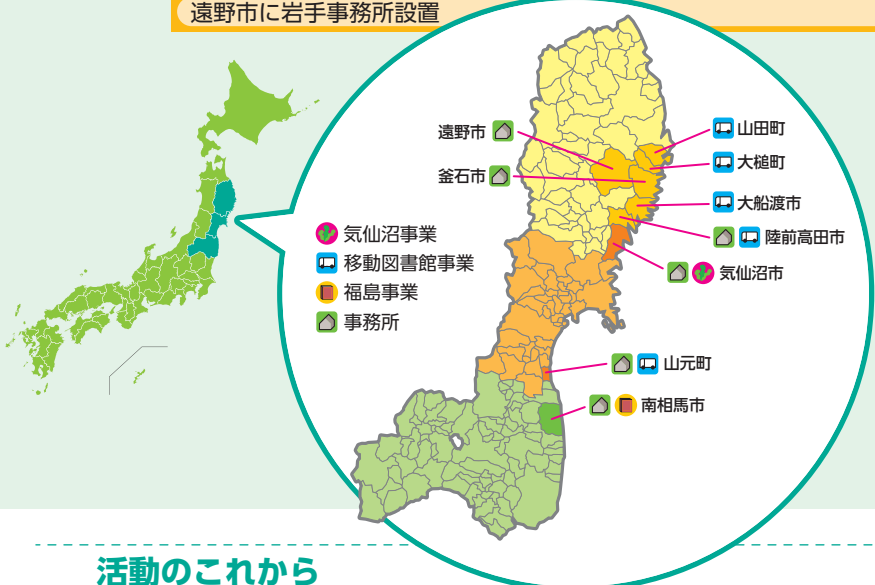 遠野市に岩手事務所設置
遠野市
釜石市
山田町
大槌町
大船渡市
陸前高田市
気仙沼市
気仙沼事業
移動図書館事業
福島事業
事務所
山元町
南相馬市
活動のこれから